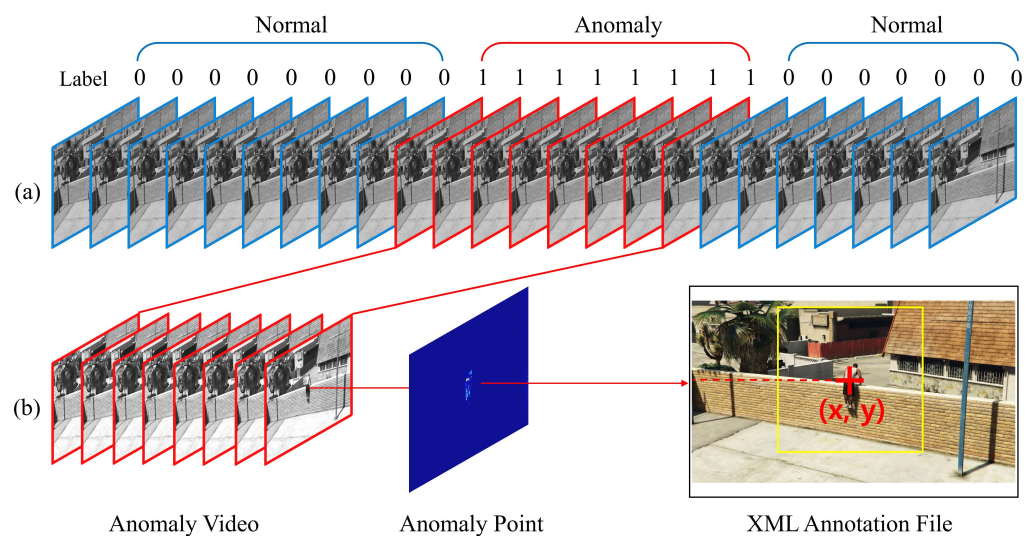 Normal Anomaly Normal
Label 0 0 0 0 0 0 0 0 0 1 1 1 1 1 1 1 1 0 0 0 0 0 0 0
(a)
(b)
(x, y)
Anomaly Video Anomaly Point XML Annotation File